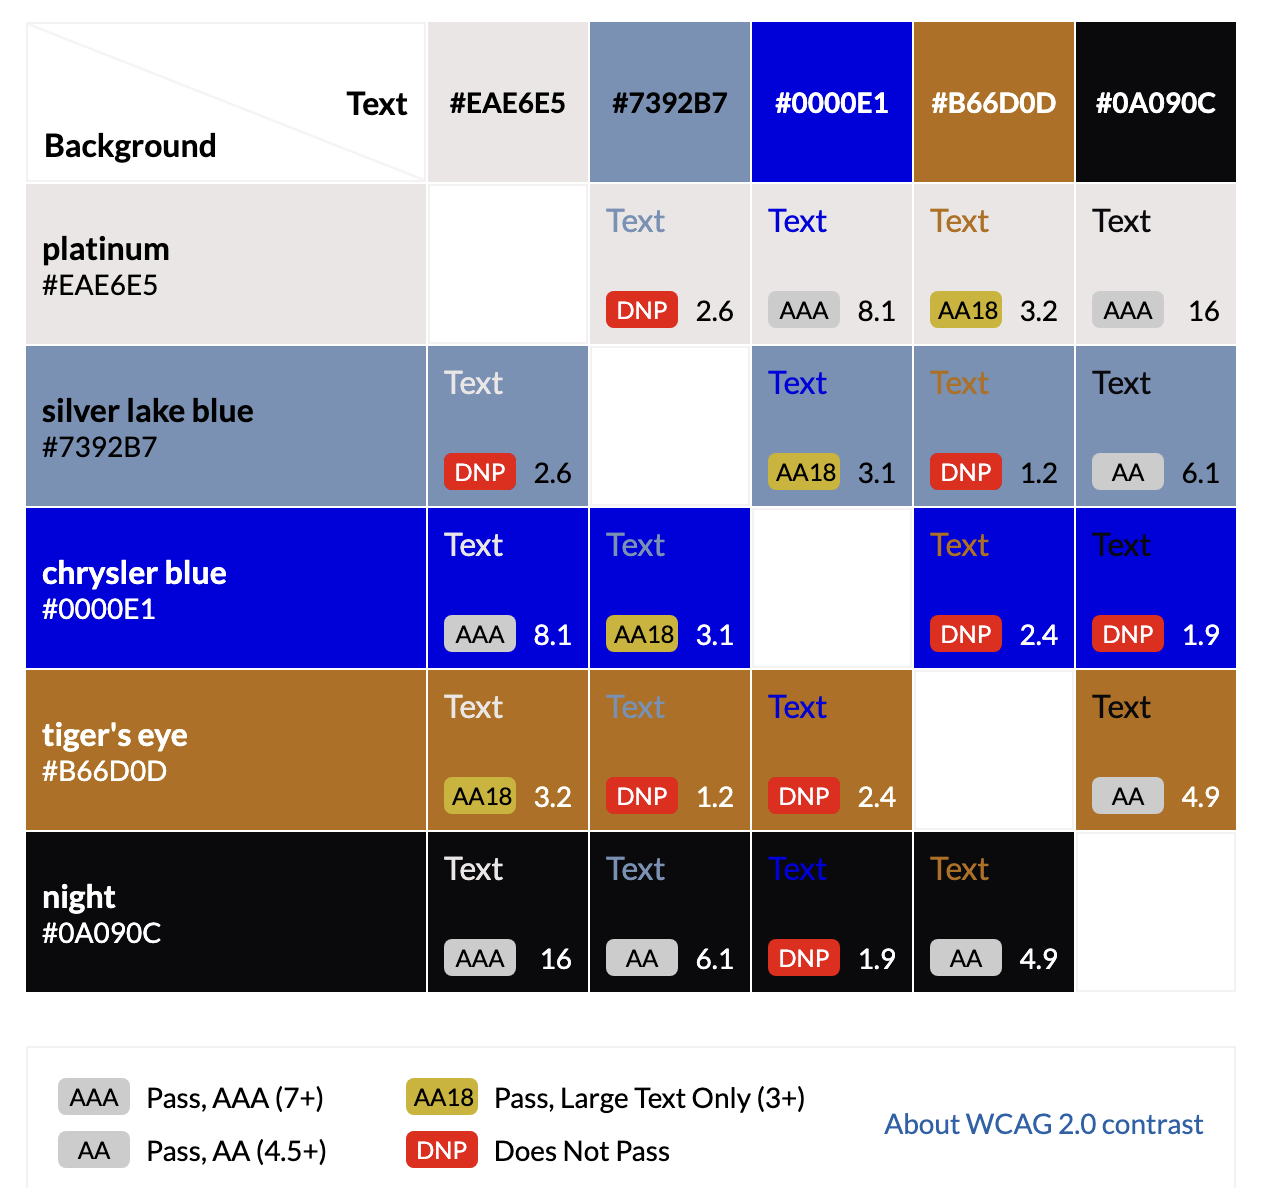 Text
Background
#EAE6E5 #7392B7 #0000E1 #B66D0D #0A090C
platinum
#EAE6E5
Text Text Text Text
DNP 2.6 AAA 8.1 AA18 3.2 AAA 16
silver lake blue
#7392B7
Text Text Text Text
DNP 2.6 AA18 3.1 DNP 1.2 AA 6.1
chrysler blue
#0000E1
Text Text Text Text
AAA 8.1 AA18 3.1 DNP 2.4 DNP 1.9
tiger's eye
#B66D0D
Text Text Text Text
AA18 3.2 DNP 1.2 DNP 2.4 AA 4.9
night
#0A090C
Text Text Text Text
AAA 16 AA 6.1 DNP 1.9 AA 4.9
AAA Pass, AAA (7+)
AA Pass, AA (4.5+)
AA18 Pass, Large Text Only (3+)
DNP Does Not Pass
About WCAG 2.0 contrast